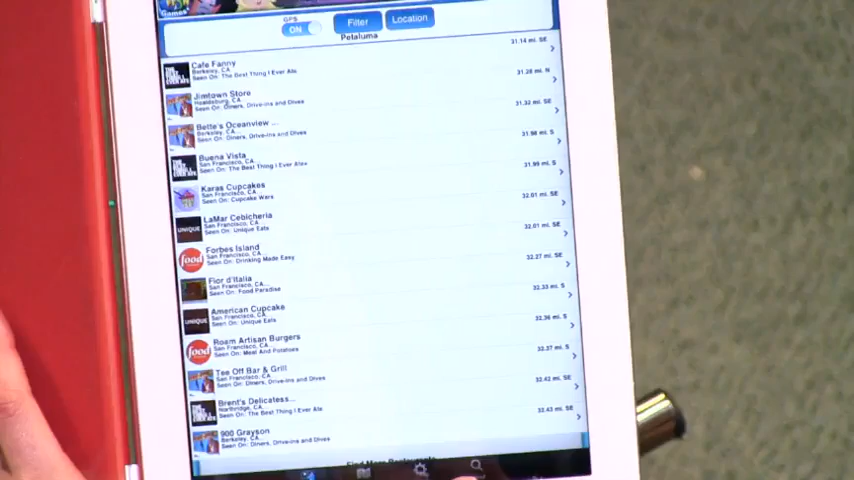 Games
GPS
ON
Filter
Location
Petaluma
Cafe Fanny
Berkeley, CA
Seen On: The Best Thing I Ever Ate
31.14 mi. SE
Jimtown Store
Healdsburg, CA
Seen On: Diners, Drive-ins and Dives
31.28 mi. N
Bette's Oceanview ...
Berkeley, CA
Seen On: Diners, Drive-ins and Dives
31.32 mi. SE
Buena Vista
San Francisco, CA...
Seen On: The Best Thing I Ever Ate
31.98 mi. S
Karas Cupcakes
San Francisco, CA...
Seen On: Cupcake Wars
31.99 mi. S
LaMar Cebicheria
San Francisco, CA...
Seen On: Unique Eats
32.01 mi. SE
UNIQUE
Forbes Island
San Francisco, CA...
Seen On: Drinking Made Easy
32.01 mi. SE
food
Fior d'Italia
San Francisco, CA...
Seen On: Food Paradise
32.27 mi. SE
American Cupcake
San Francisco, CA...
Seen On: Unique Eats
32.33 mi. S
UNIQUE
Roam Artisan Burgers
San Francisco, CA...
Seen On: Meat And Potatoes
32.36 mi. S
food
Tee Off Bar & Grill
San Francisco, CA...
Seen On: Diners, Drive-ins and Dives
Brent's Delicatess...
Northridge, CA...
Seen On: The Best Thing I Ever Ate
32.42 mi. SE
900 Grayson
Berkeley, CA...
Seen On: Diners, Drive-ins and Dives
32.43 mi. SE
Find More Restaurants